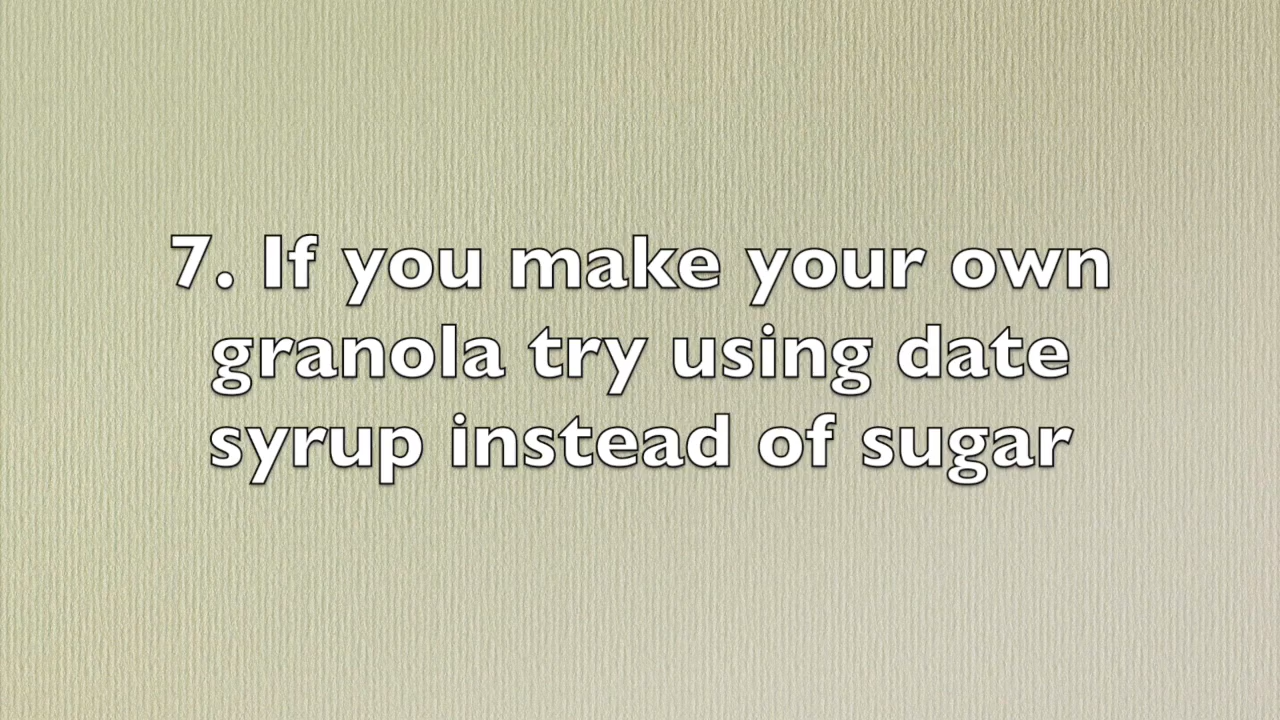 7. If you make your own
granola try using date
syrup instead of sugar